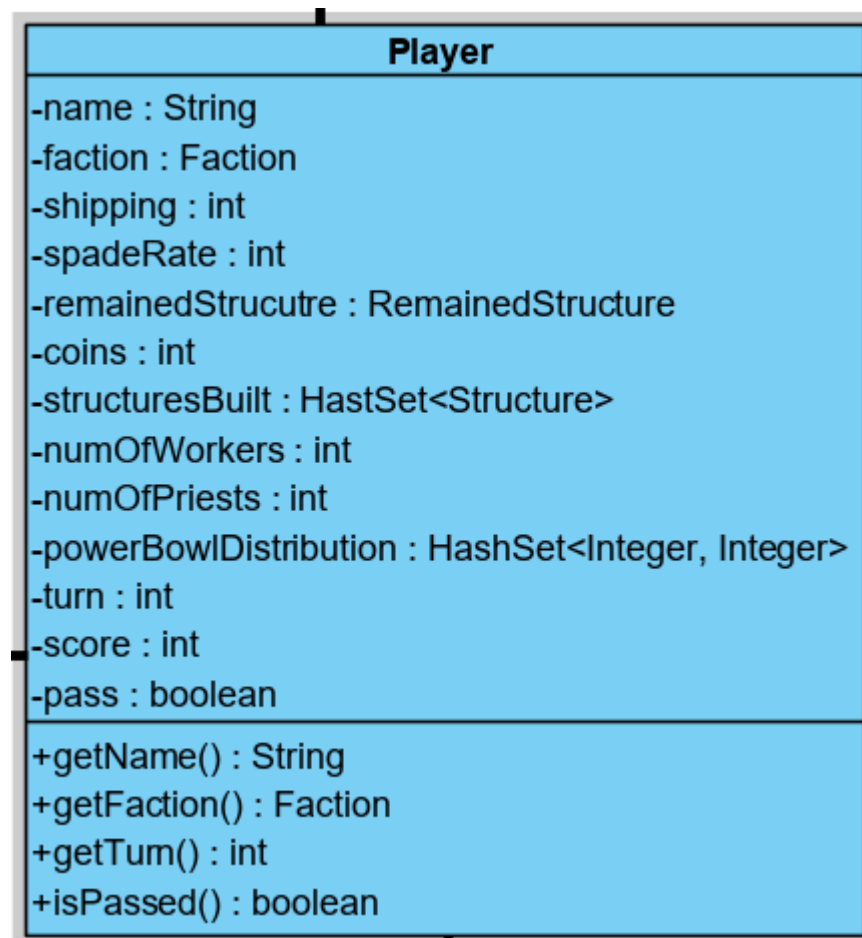 Player
-name : String
-faction : Faction
-shipping : int
-spadeRate : int
-remainedStrucutre : RemainedStructure
-coins : int
-structuresBuilt : HastSet<Structure>
-numOfWorkers : int
-numOfPriests : int
-powerBowlDistribution : HashSet<Integer, Integer>
-turn : int
-score : int
-pass : boolean
+getName() : String
+getFaction() : Faction
+getTurn() : int
+isPassed() : boolean